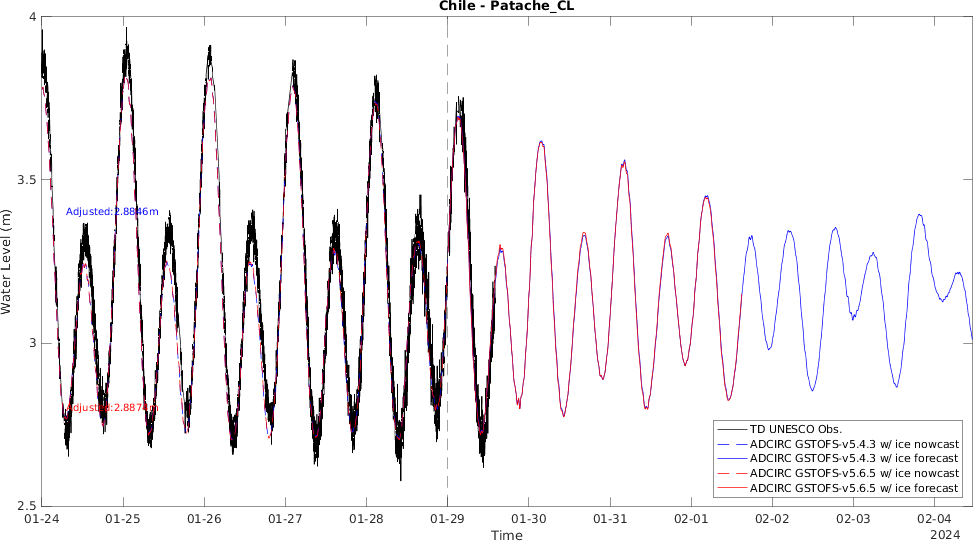 Chile - Patache_CL
4
3.5
3
2.5
Water Level (m)
Adjusted:2.8846m
Adjusted:2.8874m
TD UNESCO Obs.
ADCIRC GSTOFS-v5.4.3 w/ ice nowcast
ADCIRC GSTOFS-v5.4.3 w/ ice forecast
ADCIRC GSTOFS-v5.6.5 w/ ice nowcast
ADCIRC GSTOFS-v5.6.5 w/ ice forecast
01-24 01-25 01-26 01-27 01-28 01-29 01-30 01-31 02-01 02-02 02-03 02-04
Time
2024